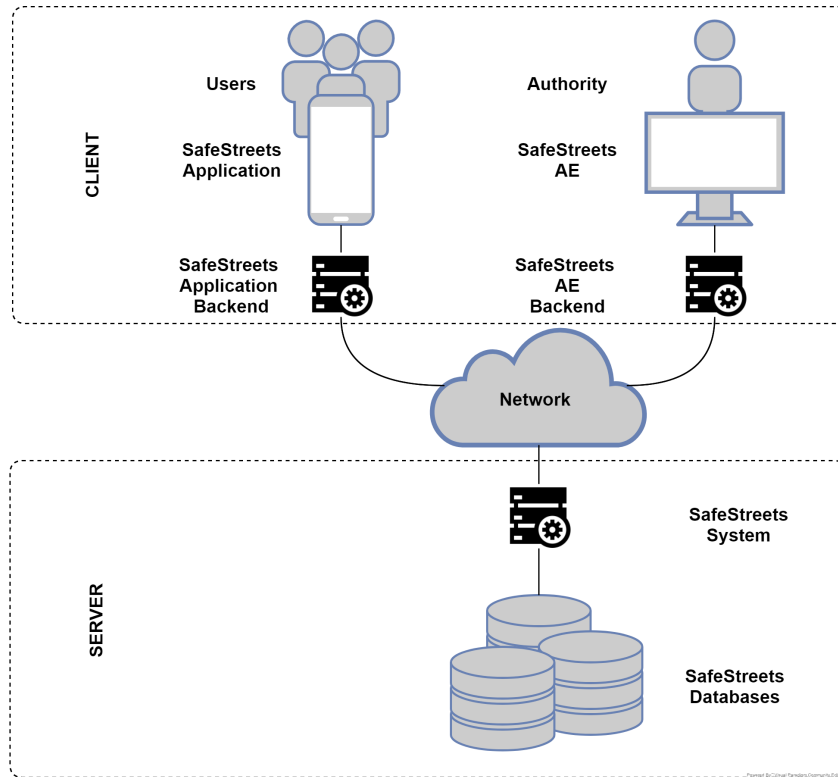 Users
Authority
CLIENT
SafeStreets
Application
SafeStreets
AE
SafeStreets
Application
Backend
SafeStreets
AE
Backend
Network
SafeStreets
System
SERVER
SafeStreets
Databases